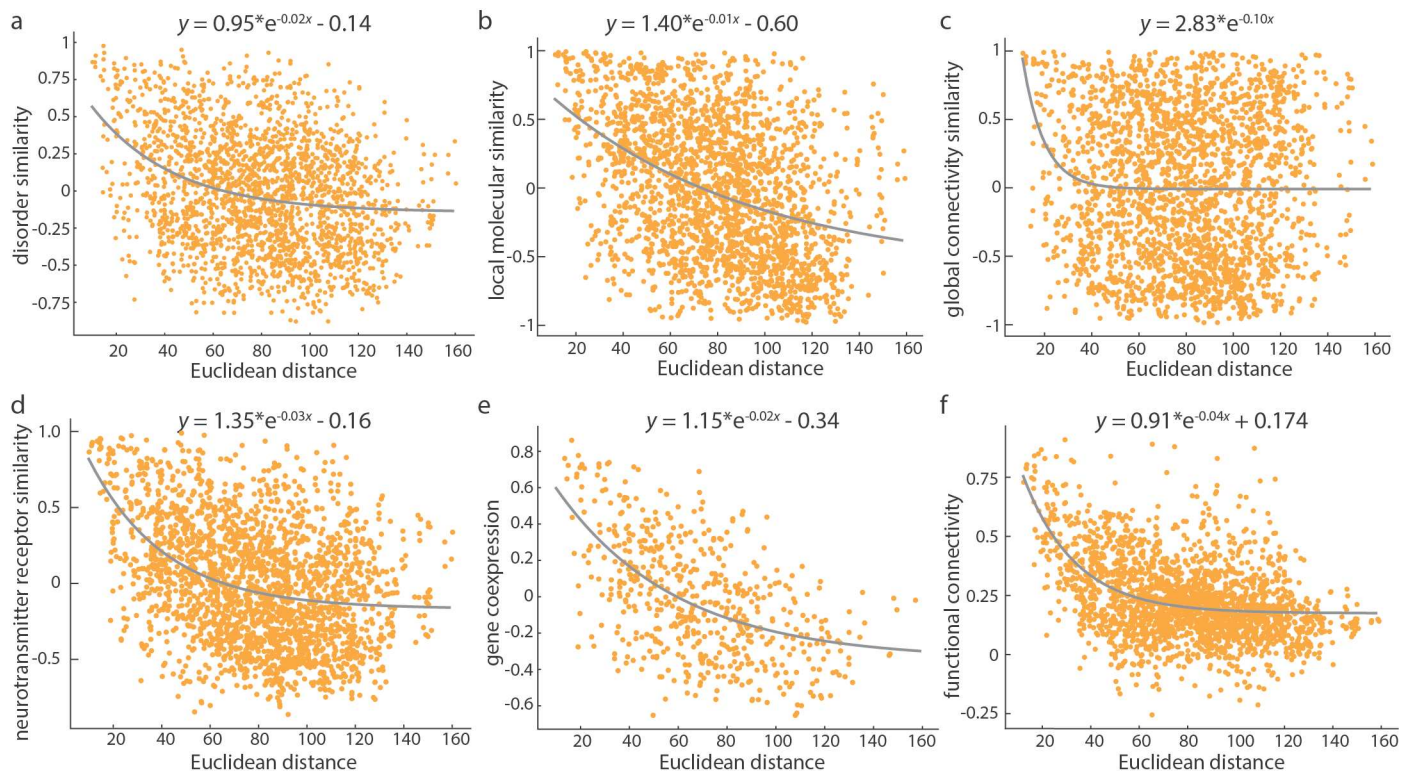 a
y = 0.95*e-0.02x - 0.14
1
0.75
0.5
0.25
0
-0.25
-0.5
-0.75
disorder similarity
20 40 60 80 100 120 140 160
Euclidean distance
b
y = 1.40*e-0.01x - 0.60
1
0.5
0
-0.5
-1
local molecular similarity
20 40 60 80 100 120 140 160
Euclidean distance
c
y = 2.83*e-0.10x
1
0.5
0
-0.5
-1
global connectivity similarity
20 40 60 80 100 120 140 160
Euclidean distance
d
y = 1.35*e-0.03x - 0.16
1.0
0.5
0
-0.5
neurotransmitter receptor similarity
20 40 60 80 100 120 140 160
Euclidean distance
e
y = 1.15*e-0.02x - 0.34
0.8
0.6
0.4
0.2
0
-0.2
-0.4
-0.6
gene coexpression
20 40 60 80 100 120 140 160
Euclidean distance
f
y = 0.91*e-0.04x + 0.174
0.75
0.5
0.25
0
-0.25
functional connectivity
20 40 60 80 100 120 140 160
Euclidean distance